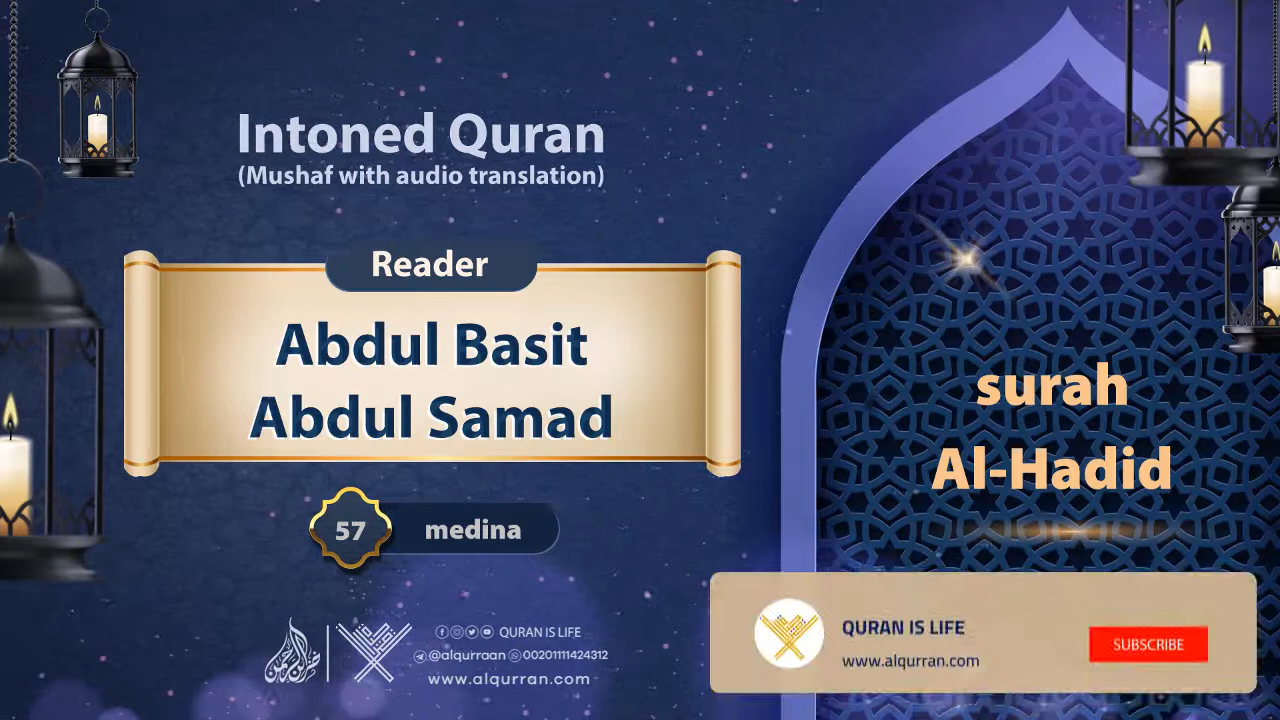 Intoned Quran
(Mushaf with audio translation)
Reader
Abdul Basit
Abdul Samad
57
medina
surah
Al-Hadid
QURAN IS LIFE
@alqurraan 00201111424312
www.alqurran.com
QURAN IS LIFE
www.alqurran.com
SUBSCRIBE